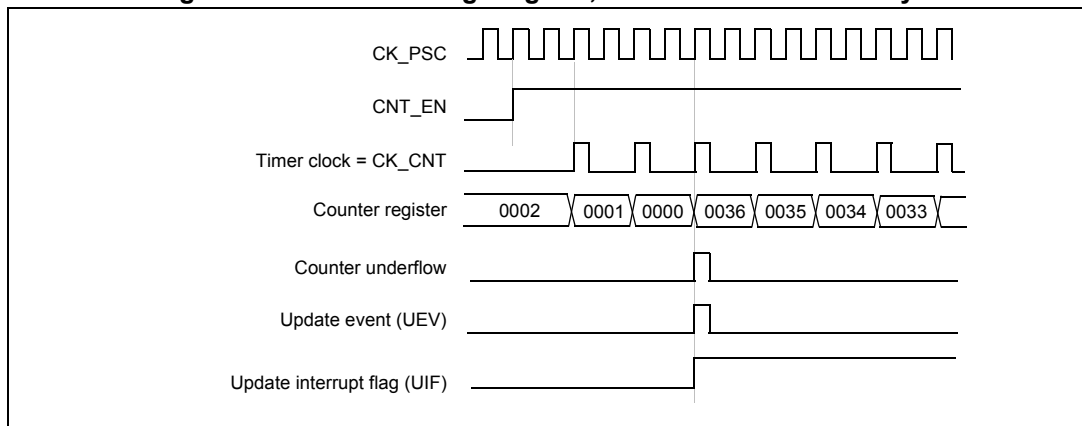 CK_PSC
CNT_EN
Timer clock = CK_CNT
Counter register 0002 0001 0000 0036 0035 0034 0033
Counter underflow
Update event (UEV)
Update interrupt flag (UIF)